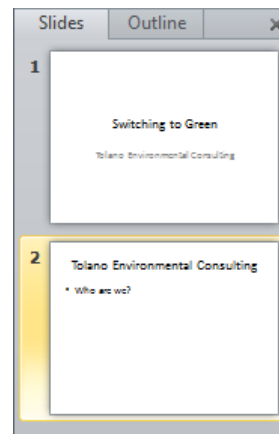 Slides Outline
1
Switching to Green
Tolano Environmental Consulting
2
Tolano Environmental Consulting
• Who are we?